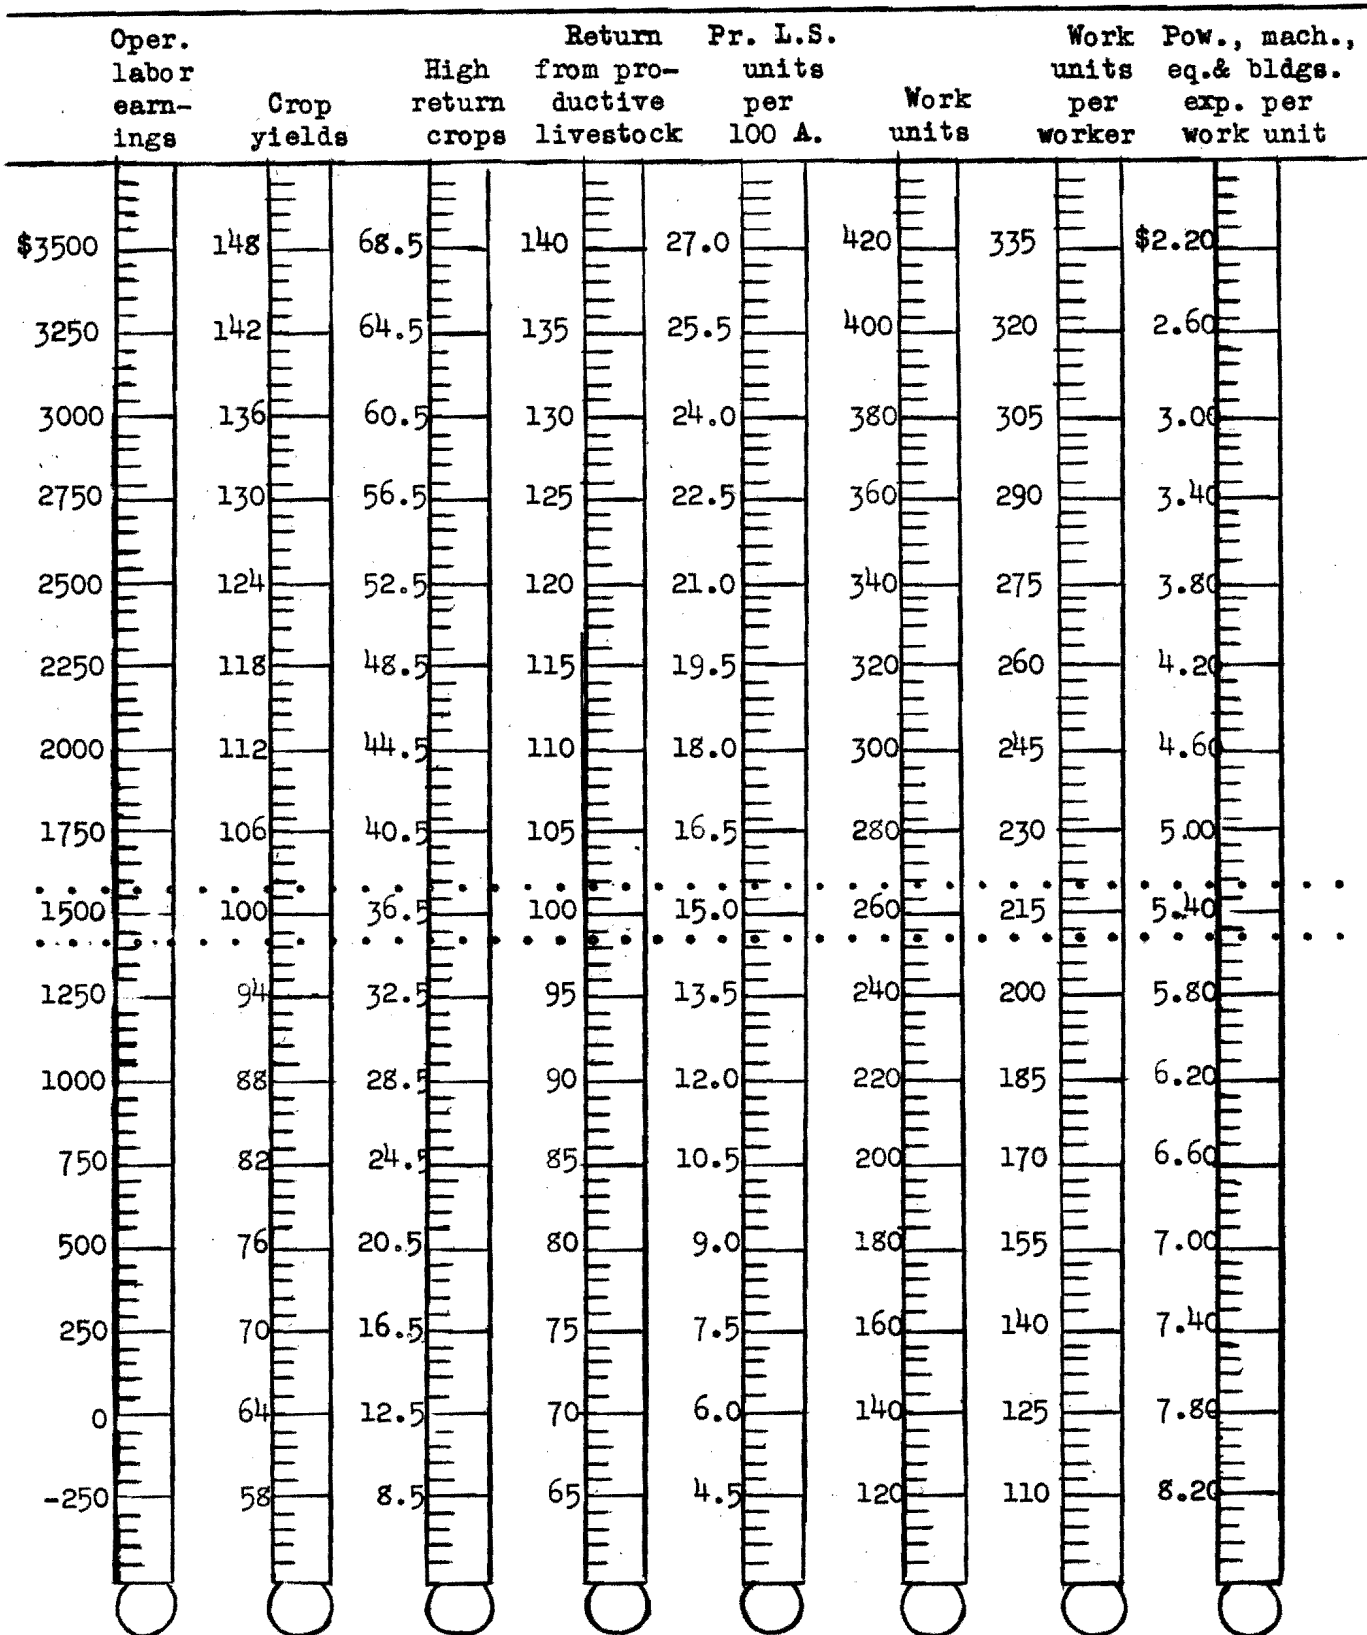 Oper. labor earn- ings
Crop yields
High return crops
Return from pro- ductive livestock
Pr. L.S. units per 100 A.
Work units
Work units per worker
Pow., mach., eq.& bldgs. exp. per work unit
$3500 148 68.5 140 27.0 420 335 $2.20
3250 142 64.5 135 25.5 400 320 2.60
3000 136 60.5 130 24.0 380 305 3.00
2750 130 56.5 125 22.5 360 290 3.40
2500 124 52.5 120 21.0 340 275 3.80
2250 118 48.5 115 19.5 320 260 4.20
2000 112 44.5 110 18.0 300 245 4.60
1750 106 40.5 105 16.5 280 230 5.00
1500 100 36.5 100 15.0 260 215 5.40
1250 94 32.5 95 13.5 240 200 5.80
1000 88 28.5 90 12.0 220 185 6.20
750 82 24.5 85 10.5 200 170 6.60
500 76 20.5 80 9.0 180 155 7.00
250 70 16.5 75 7.5 160 140 7.40
0 64 12.5 70 6.0 140 125 7.80
-250 58 8.5 65 4.5 120 110 8.20